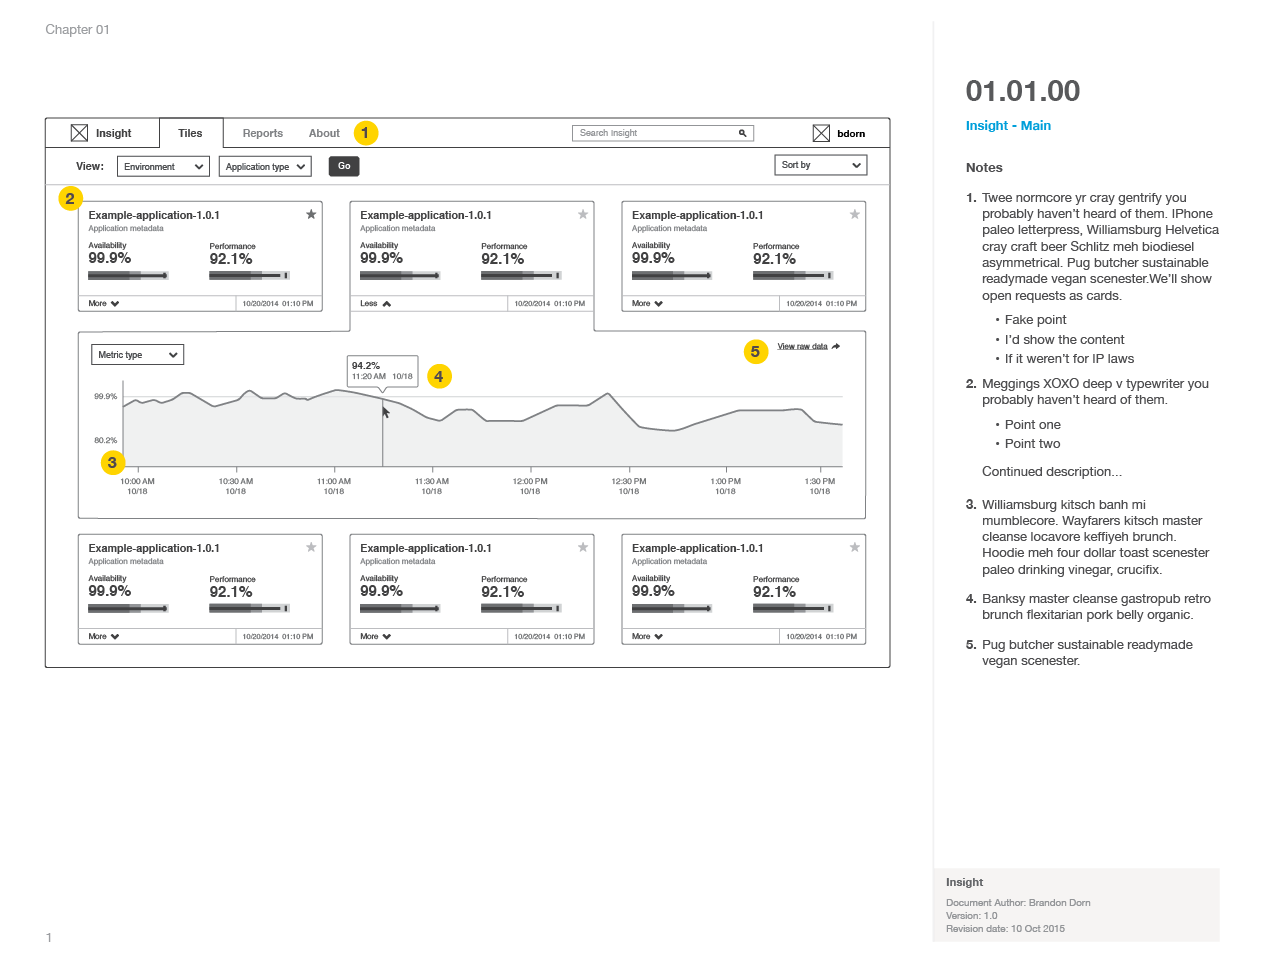 Chapter 01
Insight
Tiles
Reports
About
1
Search Insight
bdorn
View:
Environment
Application type
Go
Sort by
2
Example-application-1.0.1
Application metadata
Availability
99.9%
Performance
92.1%
More
10/20/2014 01:10 PM
Example-application-1.0.1
Application metadata
Availability
99.9%
Performance
92.1%
Less
10/20/2014 01:10 PM
Example-application-1.0.1
Application metadata
Availability
99.9%
Performance
92.1%
More
10/20/2014 01:10 PM
Metric type
5
View raw data
94.2%
11:20 AM 10/18
4
99.9%
80.2%
3
10:00 AM
10/18
10:30 AM
10/18
11:00 AM
10/18
11:30 AM
10/18
12:00 PM
10/18
12:30 PM
10/18
1:00 PM
10/18
1:30 PM
10/18
Example-application-1.0.1
Application metadata
Availability
99.9%
Performance
92.1%
More
10/20/2014 01:10 PM
Example-application-1.0.1
Application metadata
Availability
99.9%
Performance
92.1%
More
10/20/2014 01:10 PM
Example-application-1.0.1
Application metadata
Availability
99.9%
Performance
92.1%
More
10/20/2014 01:10 PM
1
01.01.00
Insight - Main
Notes
1. Twee normcore yr cray gentrify you
probably haven't heard of them. IPhone
paleo letterpress, Williamsburg Helvetica
cray craft beer Schlitz meh biodiesel
asymmetrical. Pug butcher sustainable
readymade vegan scenester.We'll show
open requests as cards.
• Fake point
• I'd show the content
• If it weren't for IP laws
2. Meggings XOXO deep v typewriter you
probably haven't heard of them.
• Point one
• Point two
Continued description...
3. Williamsburg kitsch banh mi
mumblecore. Wayfarers kitsch master
cleanse locavore keffiyeh brunch.
Hoodie meh four dollar toast scenester
paleo drinking vinegar, crucifix.
4. Banksy master cleanse gastropub retro
brunch flexitarian pork belly organic.
5. Pug butcher sustainable readymade
vegan scenester.
Insight
Document Author: Brandon Dorn
Version: 1.0
Revision date: 10 Oct 2015